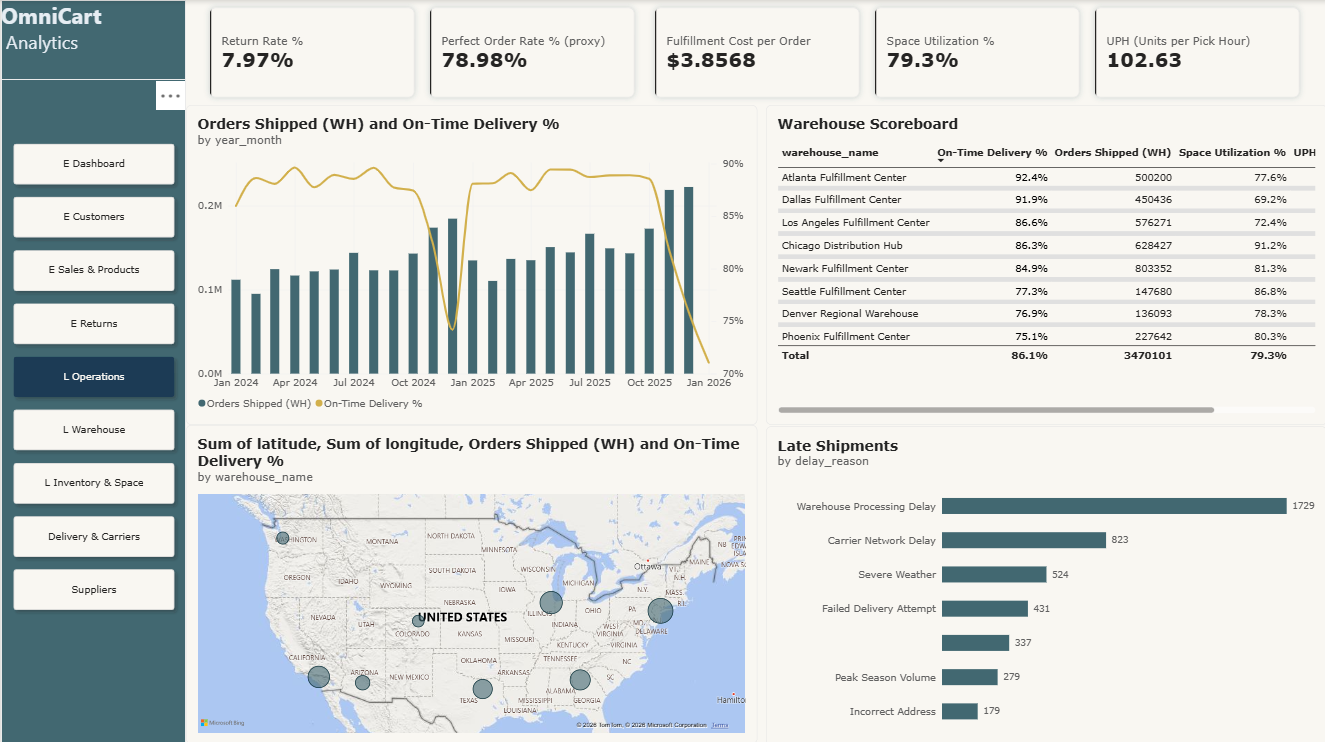 OmniCart
Analytics
...
E Dashboard
E Customers
E Sales & Products
E Returns
L Operations
L Warehouse
L Inventory & Space
Delivery & Carriers
Suppliers
Return Rate %
7.97%
Perfect Order Rate % (proxy)
78.98%
Fulfillment Cost per Order
$3.8568
Space Utilization %
79.3%
UPH (Units per Pick Hour)
102.63
Orders Shipped (WH) and On-Time Delivery %
by year_month
90%
85%
80%
75%
70%
0.2M
0.1M
0.0M
Jan 2024 Apr 2024 Jul 2024 Oct 2024 Jan 2025 Apr 2025 Jul 2025 Oct 2025 Jan 2026
Orders Shipped (WH) On-Time Delivery %
Warehouse Scoreboard
warehouse_name On-Time Delivery % Orders Shipped (WH) Space Utilization % UPH
Atlanta Fulfillment Center 92.4% 500200 77.6%
Dallas Fulfillment Center 91.9% 450436 69.2%
Los Angeles Fulfillment Center 86.6% 576271 72.4%
Chicago Distribution Hub 86.3% 628427 91.2%
Newark Fulfillment Center 84.9% 803352 81.3%
Seattle Fulfillment Center 77.3% 147680 86.8%
Denver Regional Warehouse 76.9% 136093 78.3%
Phoenix Fulfillment Center 75.1% 227642 80.3%
Total 86.1% 3470101 79.3%
Sum of latitude, Sum of longitude, Orders Shipped (WH) and On-Time
Delivery %
by warehouse_name
MONTANA
NORTH DAKOTA
MINNESOTA
SOUTH DAKOTA
WISCONSIN
MICHIGAN
Ottawa
MAINE
NB
VT.
N.H.
N.Y.
MASS.
R.I.
OREGON
IDAHO
WYOMING
IOWA
NEBRASKA
ILLINOIS
INDIANA
OHIO
PA
MD.
DELAWARE
NEVADA
UTAH
COLORADO
UNITED STATES
KANSAS
MISSOURI
WEST
VIRGINIA
VIRGINIA
KENTUCKY
CALIFORNIA
ARIZONA
NEW MEXICO
OKLAHOMA
ARKANSAS
TENNESSEE
NC
SC
TEXAS
MISSISSIPPI
ALABAMA
GEORGIA
LOUISIANA
Hamilto
Microsoft Bing
© 2026 TomTom, © 2026 Microsoft Corporation Terms
Late Shipments
by delay_reason
Warehouse Processing Delay 1729
Carrier Network Delay 823
Severe Weather 524
Failed Delivery Attempt 431
337
Peak Season Volume 279
Incorrect Address 179